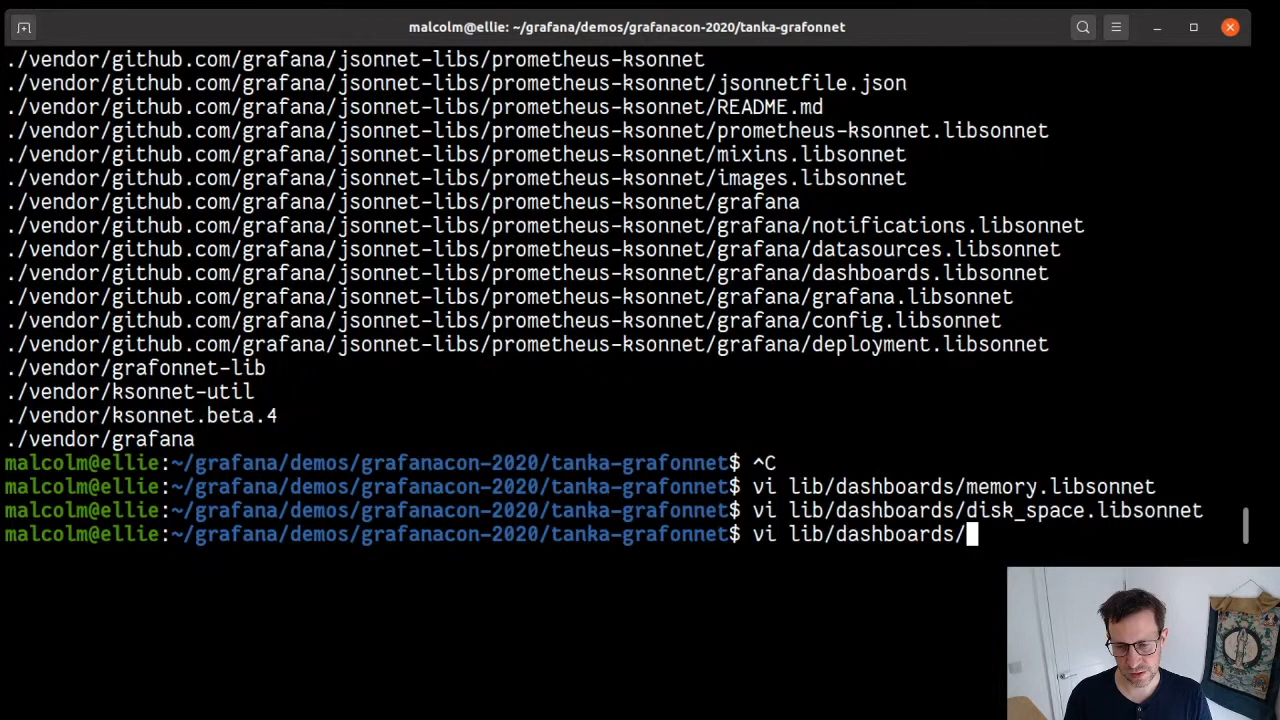 malcolm@ellie: ~/grafana/demos/grafanacon-2020/tanka-grafonnet
./vendor/github.com/grafana/jsonnet-libs/prometheus-ksonnet
./vendor/github.com/grafana/jsonnet-libs/prometheus-ksonnet/jsonnetfile.json
./vendor/github.com/grafana/jsonnet-libs/prometheus-ksonnet/README.md
./vendor/github.com/grafana/jsonnet-libs/prometheus-ksonnet/prometheus-ksonnet.libsonnet
./vendor/github.com/grafana/jsonnet-libs/prometheus-ksonnet/mixins.libsonnet
./vendor/github.com/grafana/jsonnet-libs/prometheus-ksonnet/images.libsonnet
./vendor/github.com/grafana/jsonnet-libs/prometheus-ksonnet/grafana
./vendor/github.com/grafana/jsonnet-libs/prometheus-ksonnet/grafana/notifications.libsonnet
./vendor/github.com/grafana/jsonnet-libs/prometheus-ksonnet/grafana/datasources.libsonnet
./vendor/github.com/grafana/jsonnet-libs/prometheus-ksonnet/grafana/dashboards.libsonnet
./vendor/github.com/grafana/jsonnet-libs/prometheus-ksonnet/grafana/grafana.libsonnet
./vendor/github.com/grafana/jsonnet-libs/prometheus-ksonnet/grafana/config.libsonnet
./vendor/github.com/grafana/jsonnet-libs/prometheus-ksonnet/grafana/deployment.libsonnet
./vendor/grafonnet-lib
./vendor/ksonnet-util
./vendor/ksonnet.beta.4
./vendor/grafana
malcolm@ellie:~/grafana/demos/grafanacon-2020/tanka-grafonnet$ ^C
malcolm@ellie:~/grafana/demos/grafanacon-2020/tanka-grafonnet$ vi lib/dashboards/memory.libsonnet
malcolm@ellie:~/grafana/demos/grafanacon-2020/tanka-grafonnet$ vi lib/dashboards/disk_space.libsonnet
malcolm@ellie:~/grafana/demos/grafanacon-2020/tanka-grafonnet$ vi lib/dashboards/